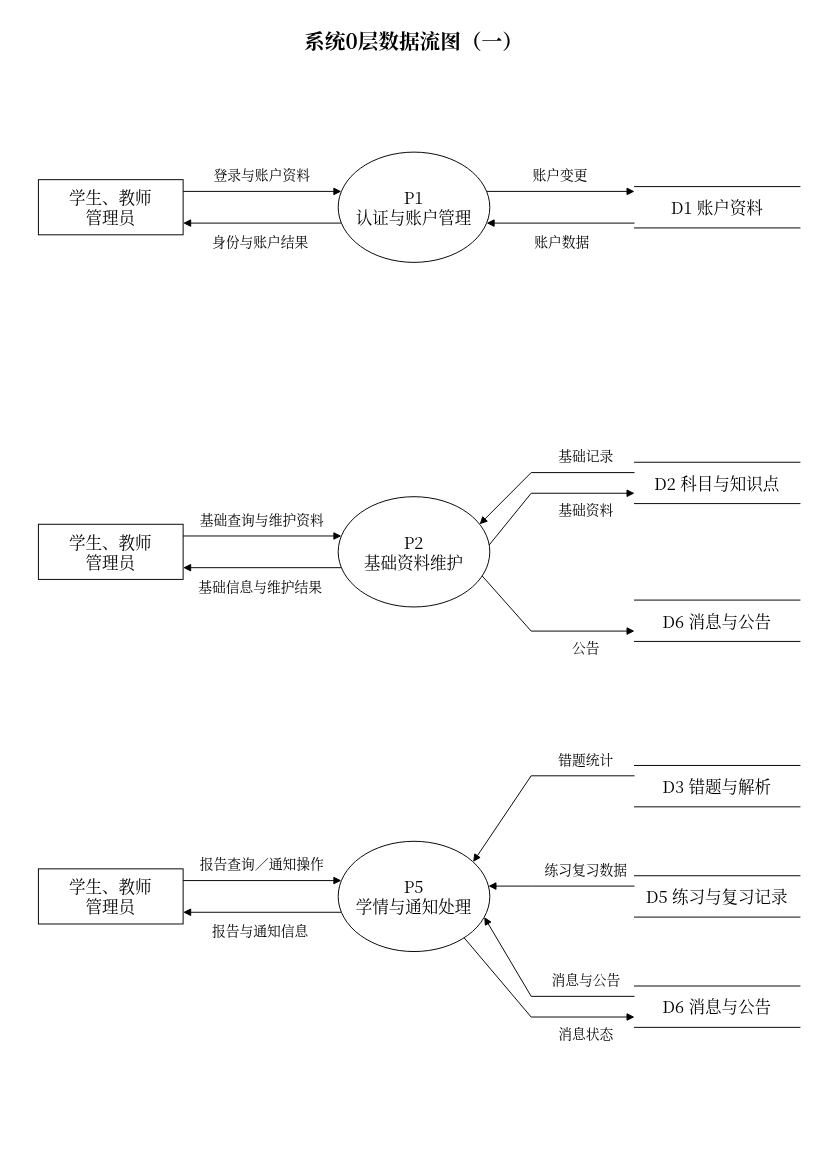 系统0层数据流图（一）
登录与账户资料
账户变更
学生、教师
管理员
P1
认证与账户管理
D1 账户资料
身份与账户结果
账户数据
基础记录
D2 科目与知识点
基础资料
基础查询与维护资料
学生、教师
管理员
P2
基础资料维护
基础信息与维护结果
D6 消息与公告
公告
错题统计
D3 错题与解析
报告查询／通知操作
练习复习数据
学生、教师
管理员
P5
学情与通知处理
D5 练习与复习记录
报告与通知信息
消息与公告
D6 消息与公告
消息状态